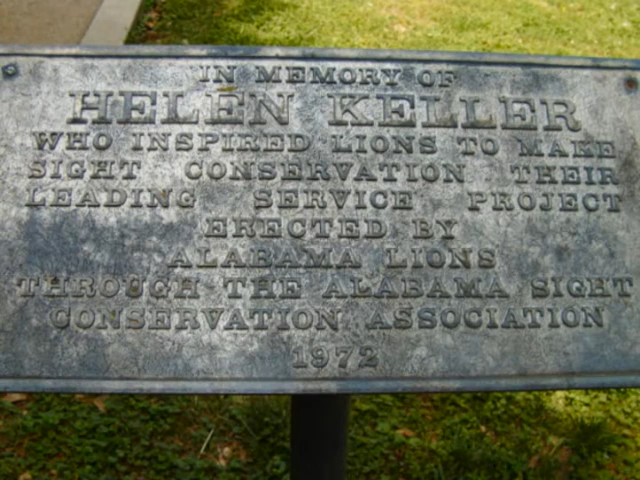 IN MEMORY OF
HELEN KELLER
WHO INSPIRED LIONS TO MAKE
SIGHT CONSERVATION THEIR
LEADING SERVICE PROJECT
ERECTED BY
ALABAMA LIONS
THROUGH THE ALABAMA SIGHT
CONSERVATION ASSOCIATION
1972